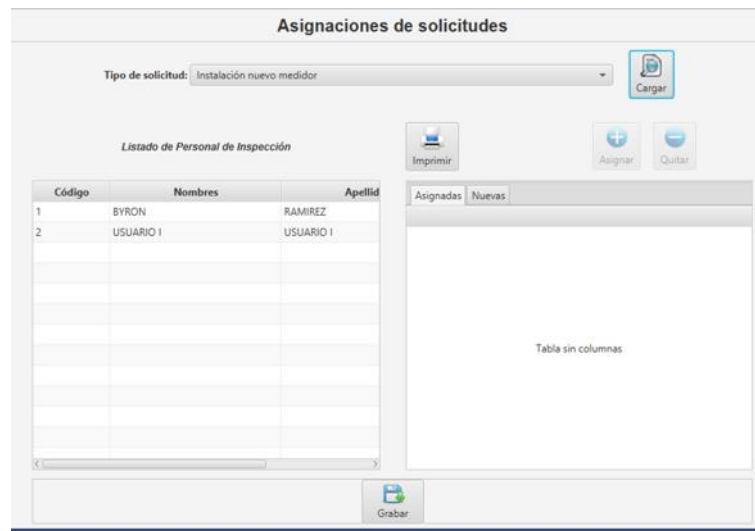 Asignaciones de solicitudes
Tipo de solicitud: Instalación nuevo medidor
Cargar
Listado de Personal de Inspección
Imprimir
Asignar
Quitar
Código Nombres Apellid
1 BYRON RAMIREZ
2 USUARIO I USUARIO I
Asignadas Nuevas
Tabla sin columnas
Grabar